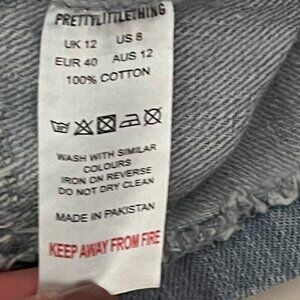 PRETTYLITTLETHING
UK 12 US 8
EUR 40 AUS 12
100% COTTON
WASH WITH SIMILAR
COLOURS
IRON ON REVERSE
DO NOT DRY CLEAN
MADE IN PAKISTAN
KEEP AWAY FROM FIRE